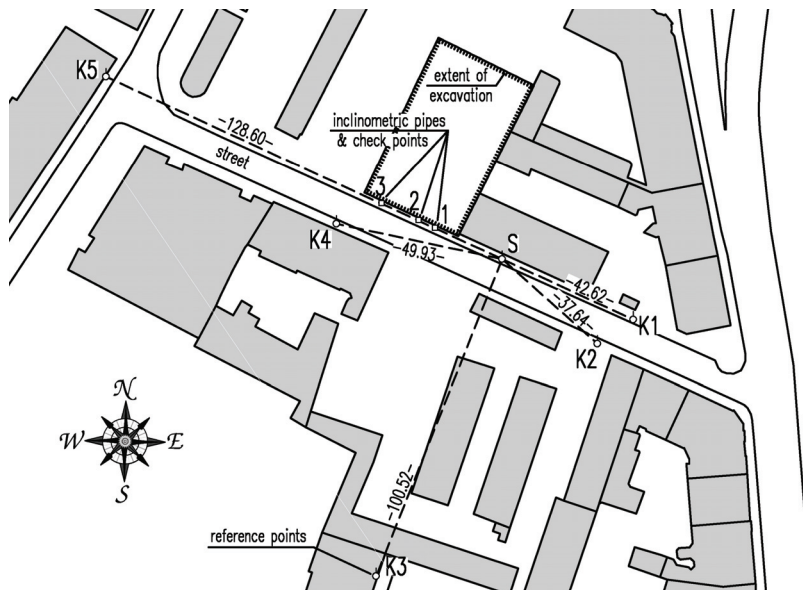 K5
extent of
excavation
inclinometric pipes
& check points
-128.60-
street
3
2
1
K4
-49.93-
S
-42.62-
-37.64-
K1
K2
N
W
E
S
-100.52-
reference points
K3